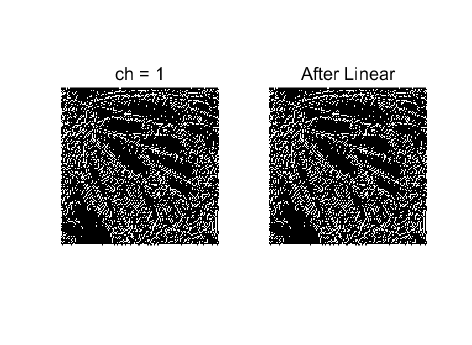 ch = 1
After Linear